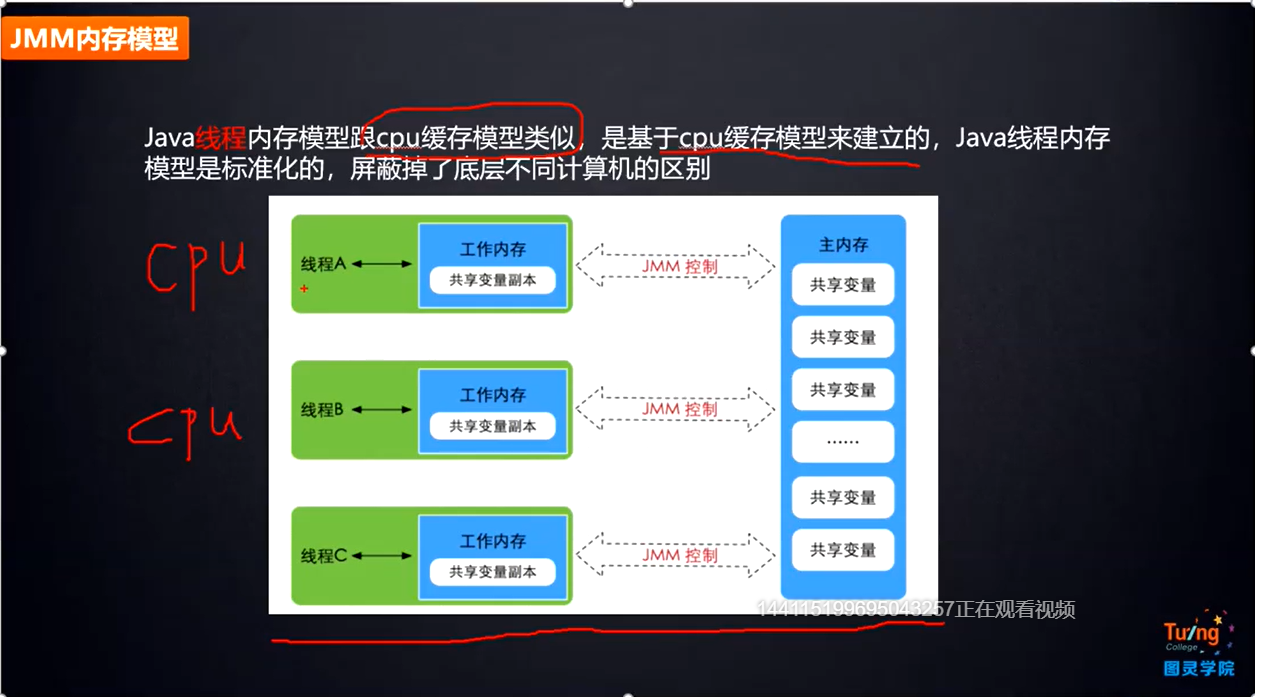 JMM内存模型
Java线程内存模型跟cpu缓存模型类似，是基于cpu缓存模型来建立的，Java线程内存
模型是标准化的，屏蔽掉了底层不同计算机的区别
cpu
线程A
工作内存
共享变量副本
JMM 控制
cpu
线程B
工作内存
共享变量副本
JMM 控制
线程C
工作内存
共享变量副本
JMM 控制
主内存
共享变量
共享变量
共享变量
······
共享变量
共享变量
144115199695043257正在观看视频
Tuling
College
图灵学院